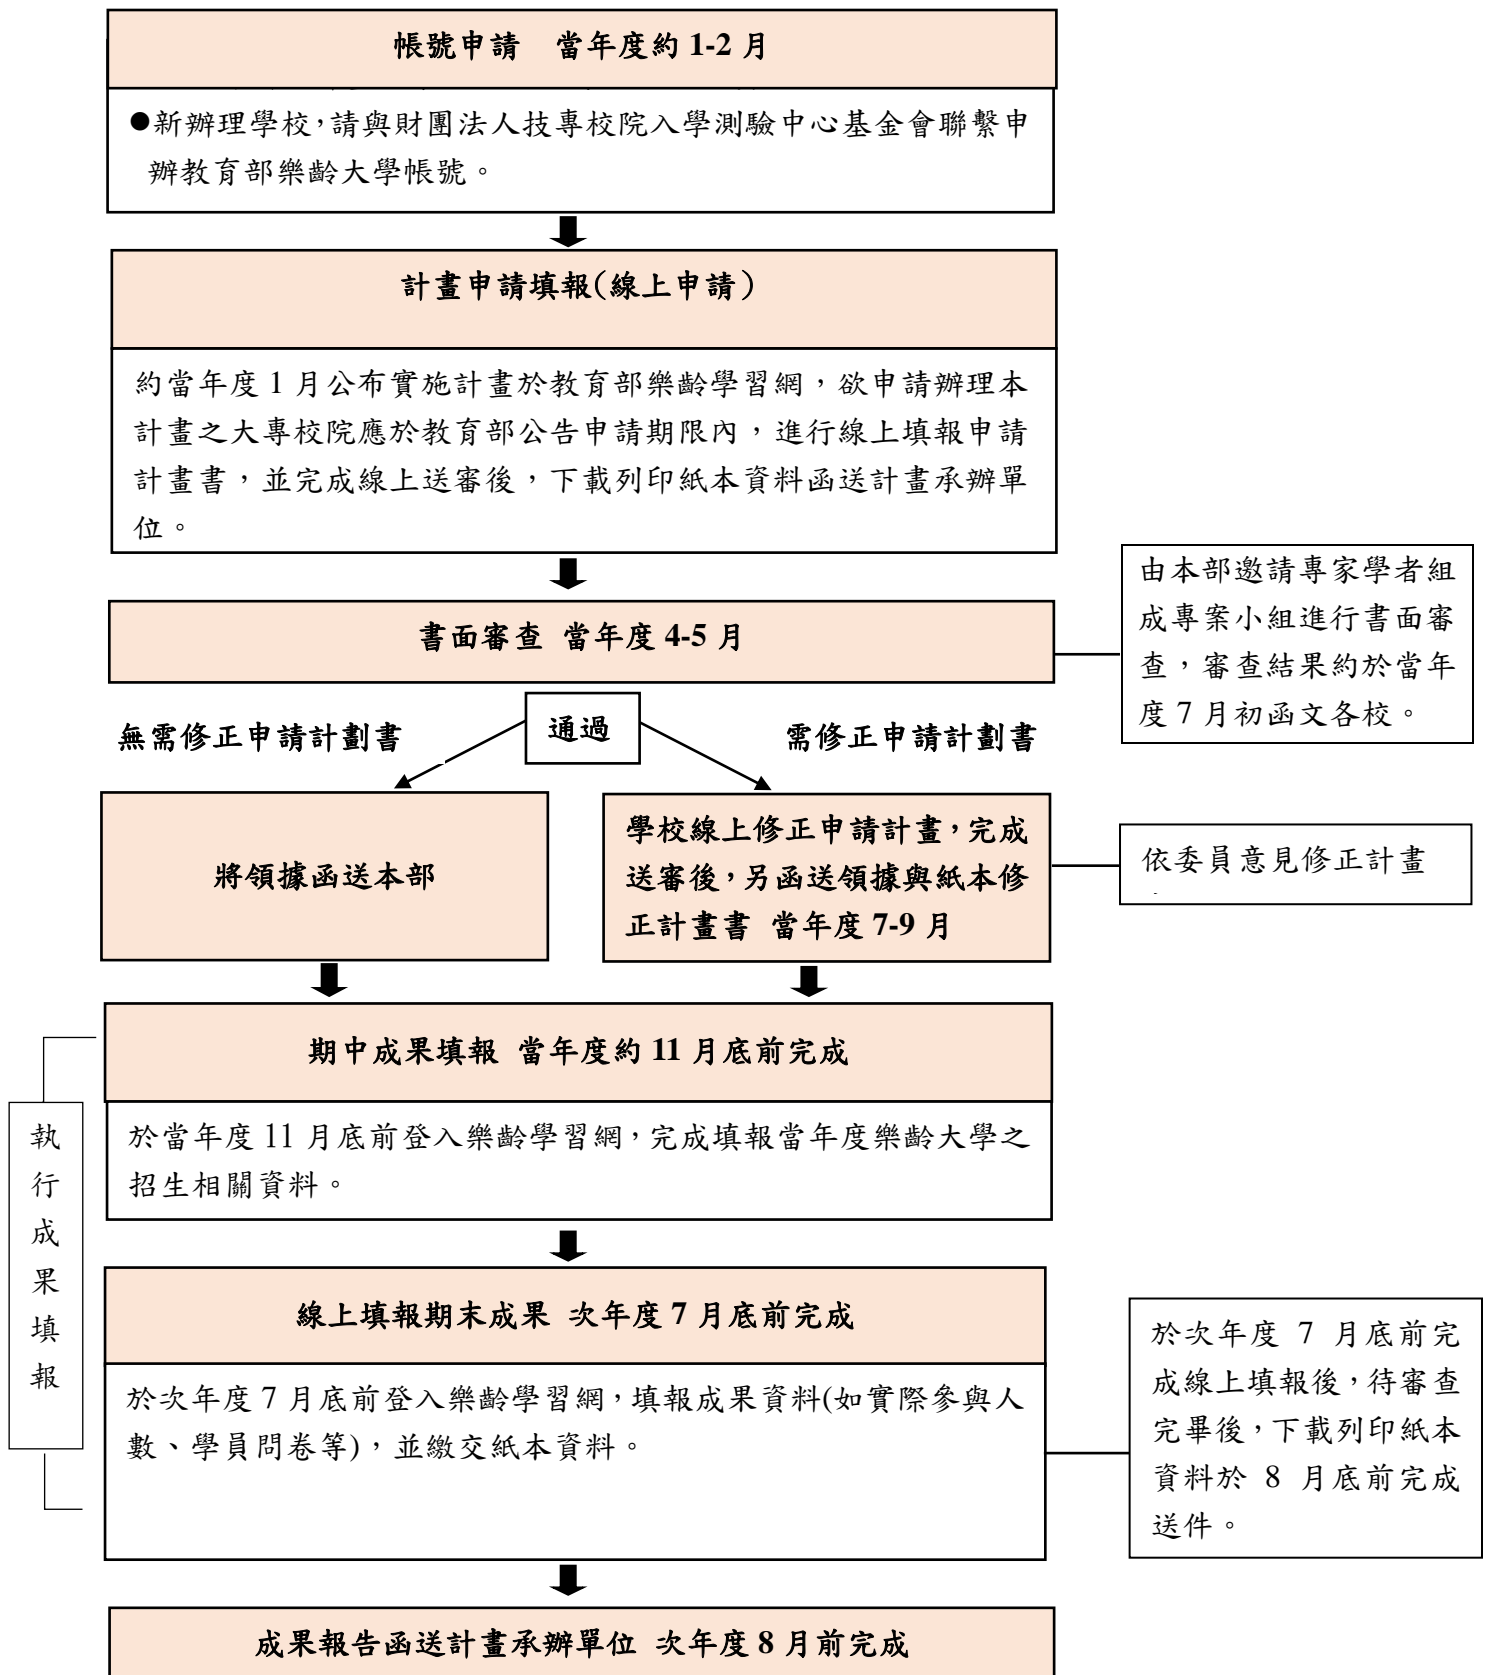 帳號申請　當年度約 1-2 月
●新辦理學校，請與財團法人技專校院入學測驗中心基金會聯繫申
辦教育部樂齡大學帳號。
計畫申請填報(線上申請)
約當年度 1 月公布實施計畫於教育部樂齡學習網，欲申請辦理本
計畫之大專校院應於教育部公告申請期限內，進行線上填報申請
計畫書，並完成線上送審後，下載列印紙本資料函送計畫承辦單
位。
書面審查 當年度 4-5 月
由本部邀請專家學者組
成專案小組進行書面審
查，審查結果約於當年
度 7 月初函文各校。
無需修正申請計劃書
通過
需修正申請計劃書
將領據函送本部
學校線上修正申請計畫，完成
送審後，另函送領據與紙本修
正計畫書 當年度 7-9 月
依委員意見修正計畫
期中成果填報 當年度約 11 月底前完成
於當年度 11 月底前登入樂齡學習網，完成填報當年度樂齡大學之
招生相關資料。
執
行
成
果
填
報
線上填報期末成果 次年度 7 月底前完成
於次年度 7 月底前登入樂齡學習網，填報成果資料(如實際參與人
數、學員問卷等)，並繳交紙本資料。
於次年度 7 月底前完
成線上填報後，待審查
完畢後，下載列印紙本
資料於 8 月底前完成
送件。
成果報告函送計畫承辦單位 次年度 8 月前完成